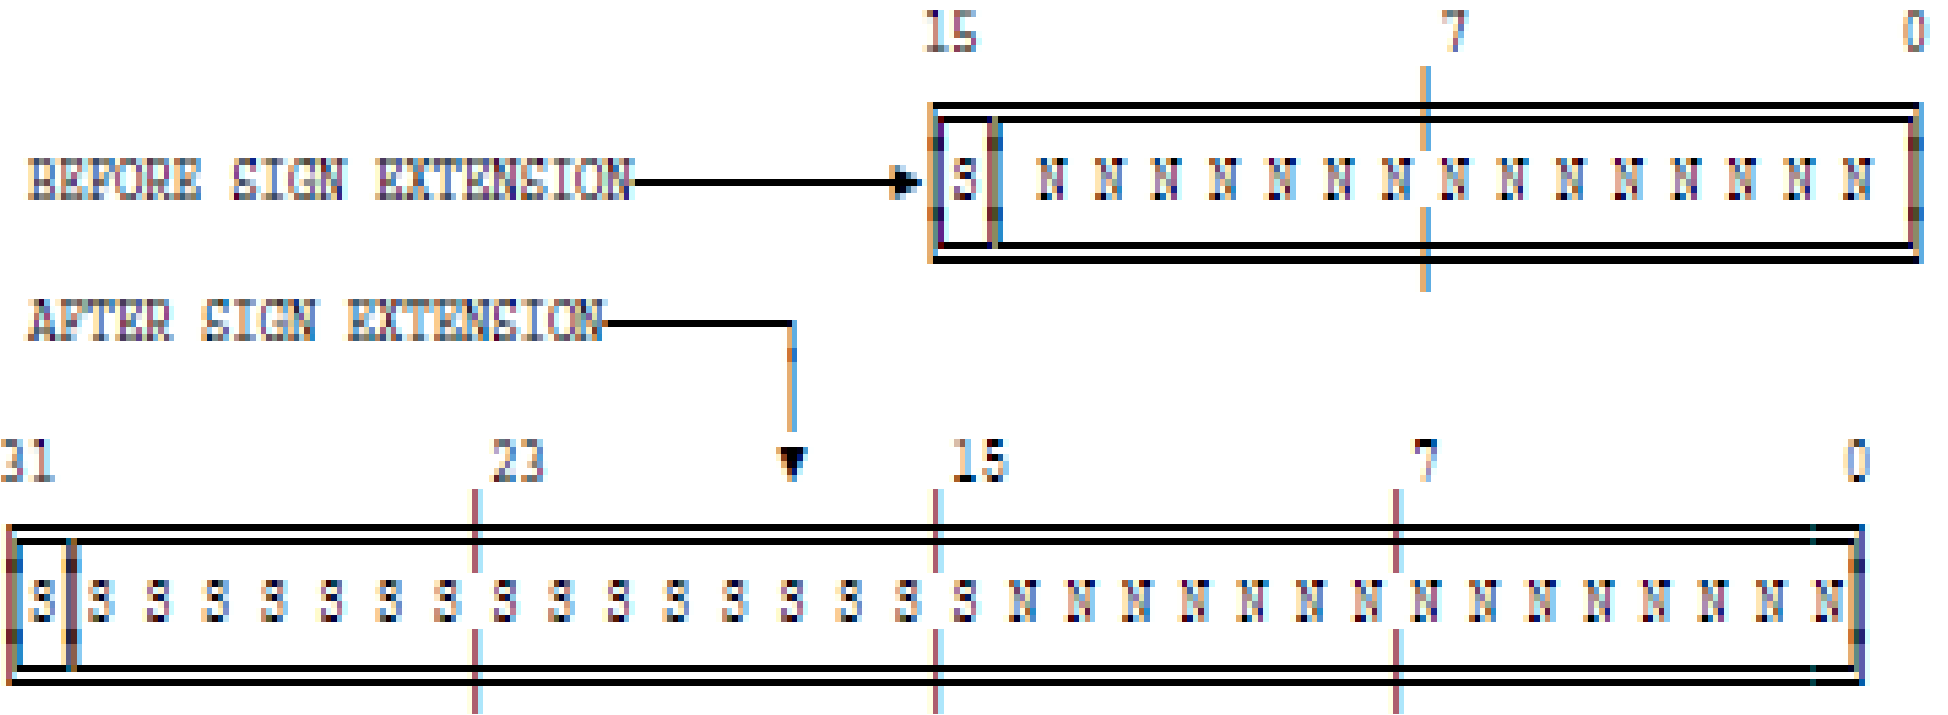 15 7 0
BEFORE SIGN EXTENSION S N N N N N N N N N N N N N N N
AFTER SIGN EXTENSION
31 23 15 7 0
S S S S S S S S S S S S S S S S S N N N N N N N N N N N N N N N